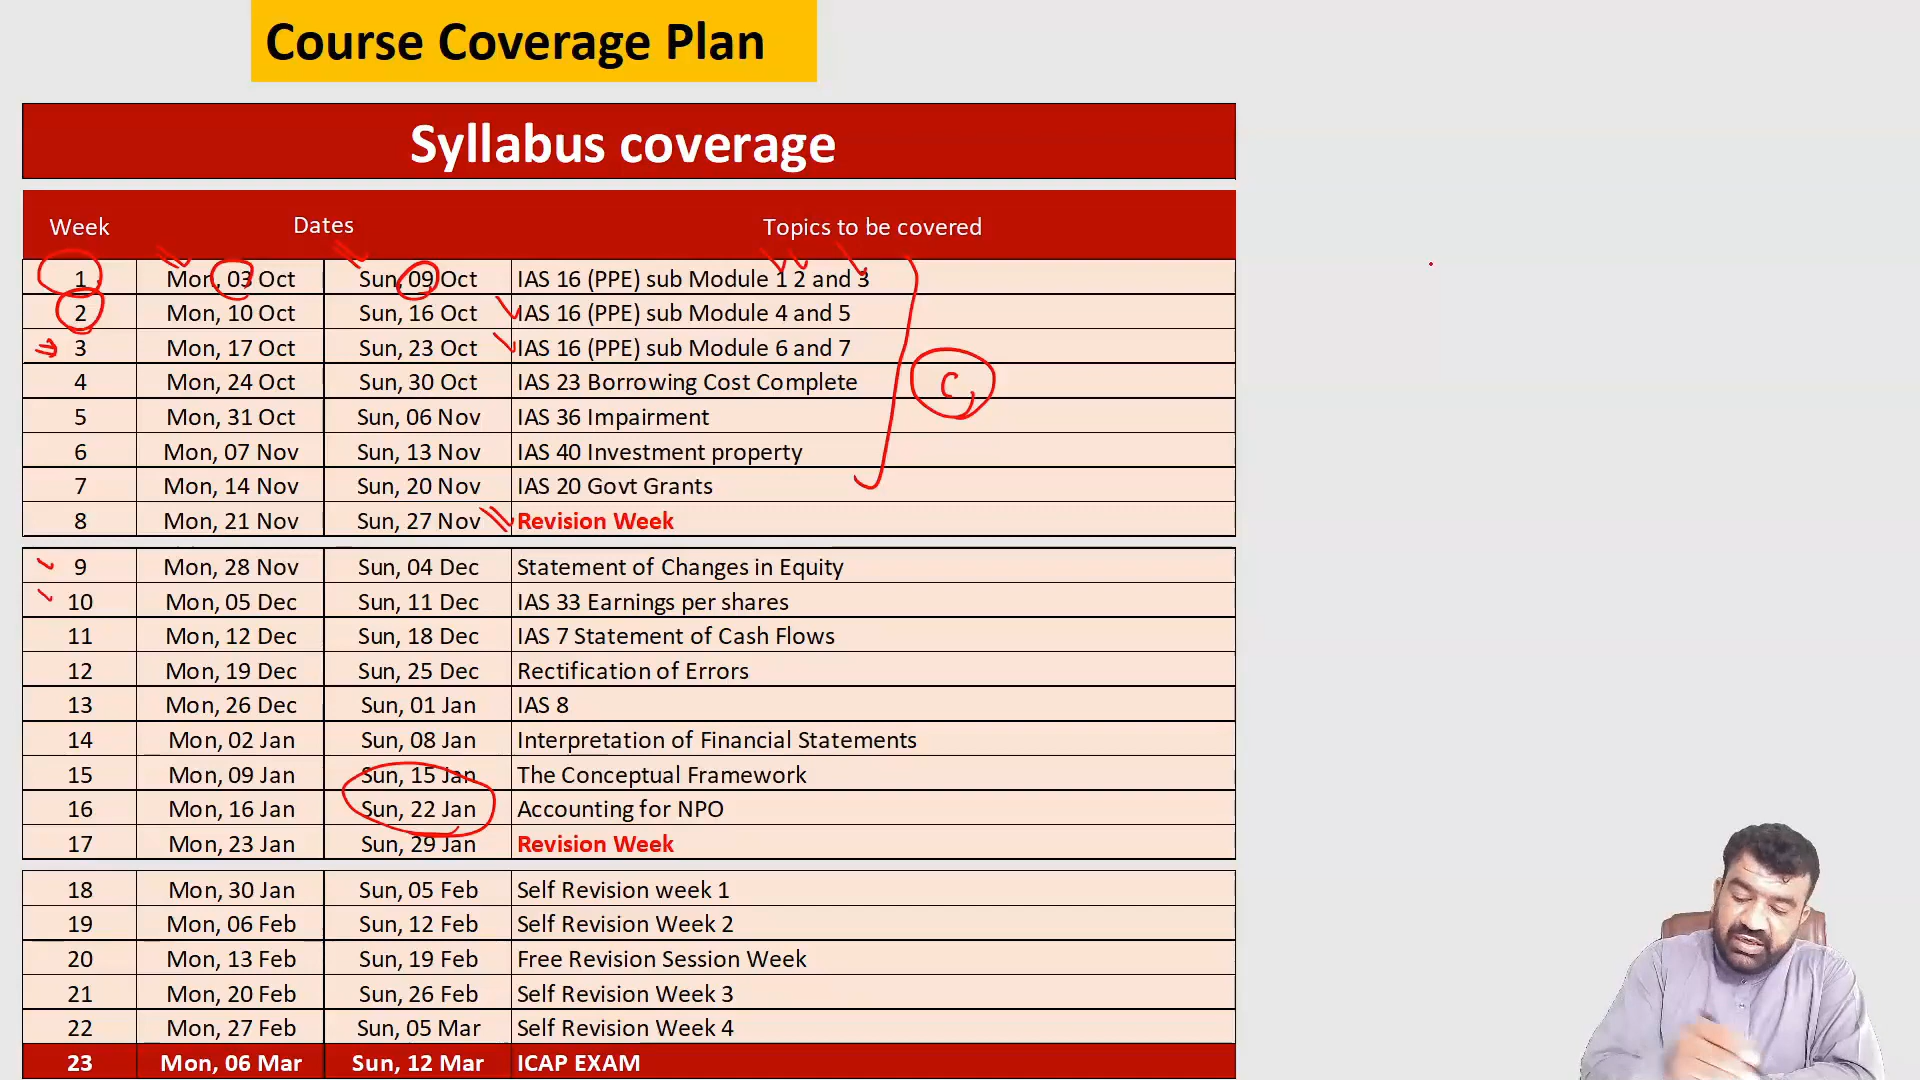 Course Coverage Plan
Syllabus coverage
Week Dates Topics to be covered
1 Mon, 03 Oct Sun, 09 Oct IAS 16 (PPE) sub Module 1 2 and 3
2 Mon, 10 Oct Sun, 16 Oct IAS 16 (PPE) sub Module 4 and 5
3 Mon, 17 Oct Sun, 23 Oct IAS 16 (PPE) sub Module 6 and 7
4 Mon, 24 Oct Sun, 30 Oct IAS 23 Borrowing Cost Complete
C
5 Mon, 31 Oct Sun, 06 Nov IAS 36 Impairment
6 Mon, 07 Nov Sun, 13 Nov IAS 40 Investment property
7 Mon, 14 Nov Sun, 20 Nov IAS 20 Govt Grants
8 Mon, 21 Nov Sun, 27 Nov Revision Week
9 Mon, 28 Nov Sun, 04 Dec Statement of Changes in Equity
10 Mon, 05 Dec Sun, 11 Dec IAS 33 Earnings per shares
11 Mon, 12 Dec Sun, 18 Dec IAS 7 Statement of Cash Flows
12 Mon, 19 Dec Sun, 25 Dec Rectification of Errors
13 Mon, 26 Dec Sun, 01 Jan IAS 8
14 Mon, 02 Jan Sun, 08 Jan Interpretation of Financial Statements
15 Mon, 09 Jan Sun, 15 Jan The Conceptual Framework
16 Mon, 16 Jan Sun, 22 Jan Accounting for NPO
17 Mon, 23 Jan Sun, 29 Jan Revision Week
18 Mon, 30 Jan Sun, 05 Feb Self Revision week 1
19 Mon, 06 Feb Sun, 12 Feb Self Revision Week 2
20 Mon, 13 Feb Sun, 19 Feb Free Revision Session Week
21 Mon, 20 Feb Sun, 26 Feb Self Revision Week 3
22 Mon, 27 Feb Sun, 05 Mar Self Revision Week 4
23 Mon, 06 Mar Sun, 12 Mar ICAP EXAM